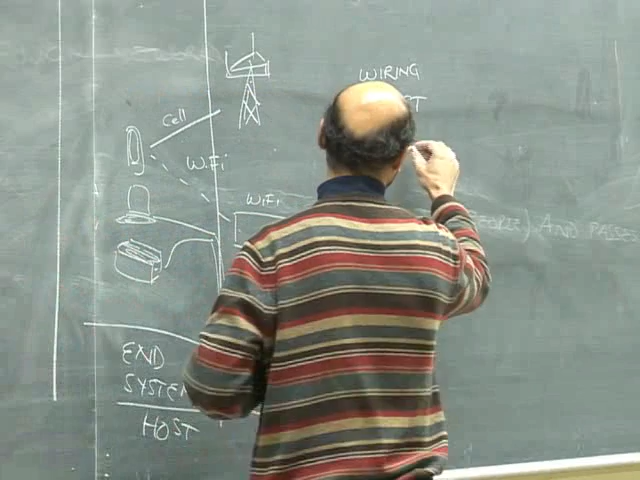 WIRING
Cell
WiFi
WiFi
AND PASSES
END
SYSTEM
HOST